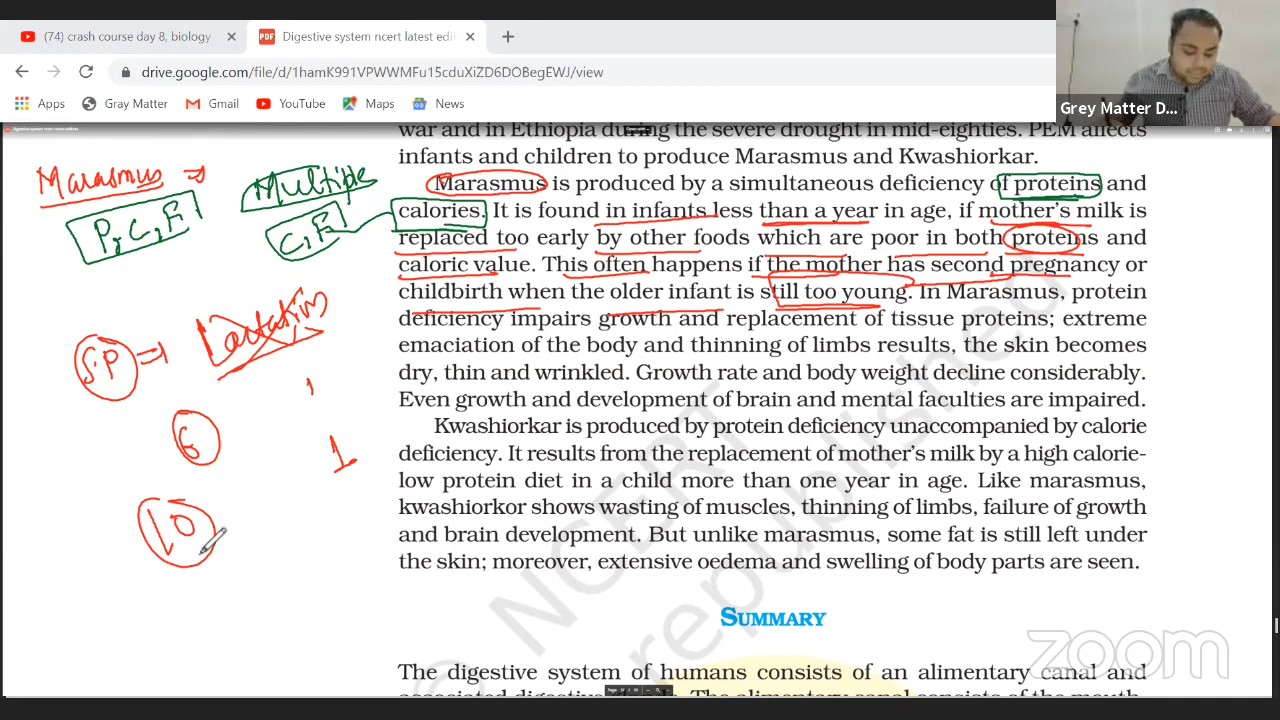 (74) crash course day 8, biology
Digestive system ncert latest edi
drive.google.com/file/d/1hamK991VPWWMFu15cduXiZD6DOBegEWJ/view
Apps Gray Matter Gmail YouTube Maps News
Grey Matter D...
war and in Ethiopia during the severe drought in mid-eighties. PEM affects
infants and children to produce Marasmus and Kwashiorkar.
Marasmus is produced by a simultaneous deficiency of proteins and
calories. It is found in infants less than a year in age, if mother's milk is
replaced too early by other foods which are poor in both proteins and
caloric value. This often happens if the mother has second pregnancy or
childbirth when the older infant is still too young. In Marasmus, protein
deficiency impairs growth and replacement of tissue proteins; extreme
emaciation of the body and thinning of limbs results, the skin becomes
dry, thin and wrinkled. Growth rate and body weight decline considerably.
Even growth and development of brain and mental faculties are impaired.
Kwashiorkar is produced by protein deficiency unaccompanied by calorie
deficiency. It results from the replacement of mother's milk by a high calorie-
low protein diet in a child more than one year in age. Like marasmus,
kwashiorkor shows wasting of muscles, thinning of limbs, failure of growth
and brain development. But unlike marasmus, some fat is still left under
the skin; moreover, extensive oedema and swelling of body parts are seen.
SUMMARY
The digestive system of humans consists of an alimentary canal and
Marasmus
Multiple
P, C, F
C, F
Lactation
S.P
6
1
10
© NCERT
republished
zoom